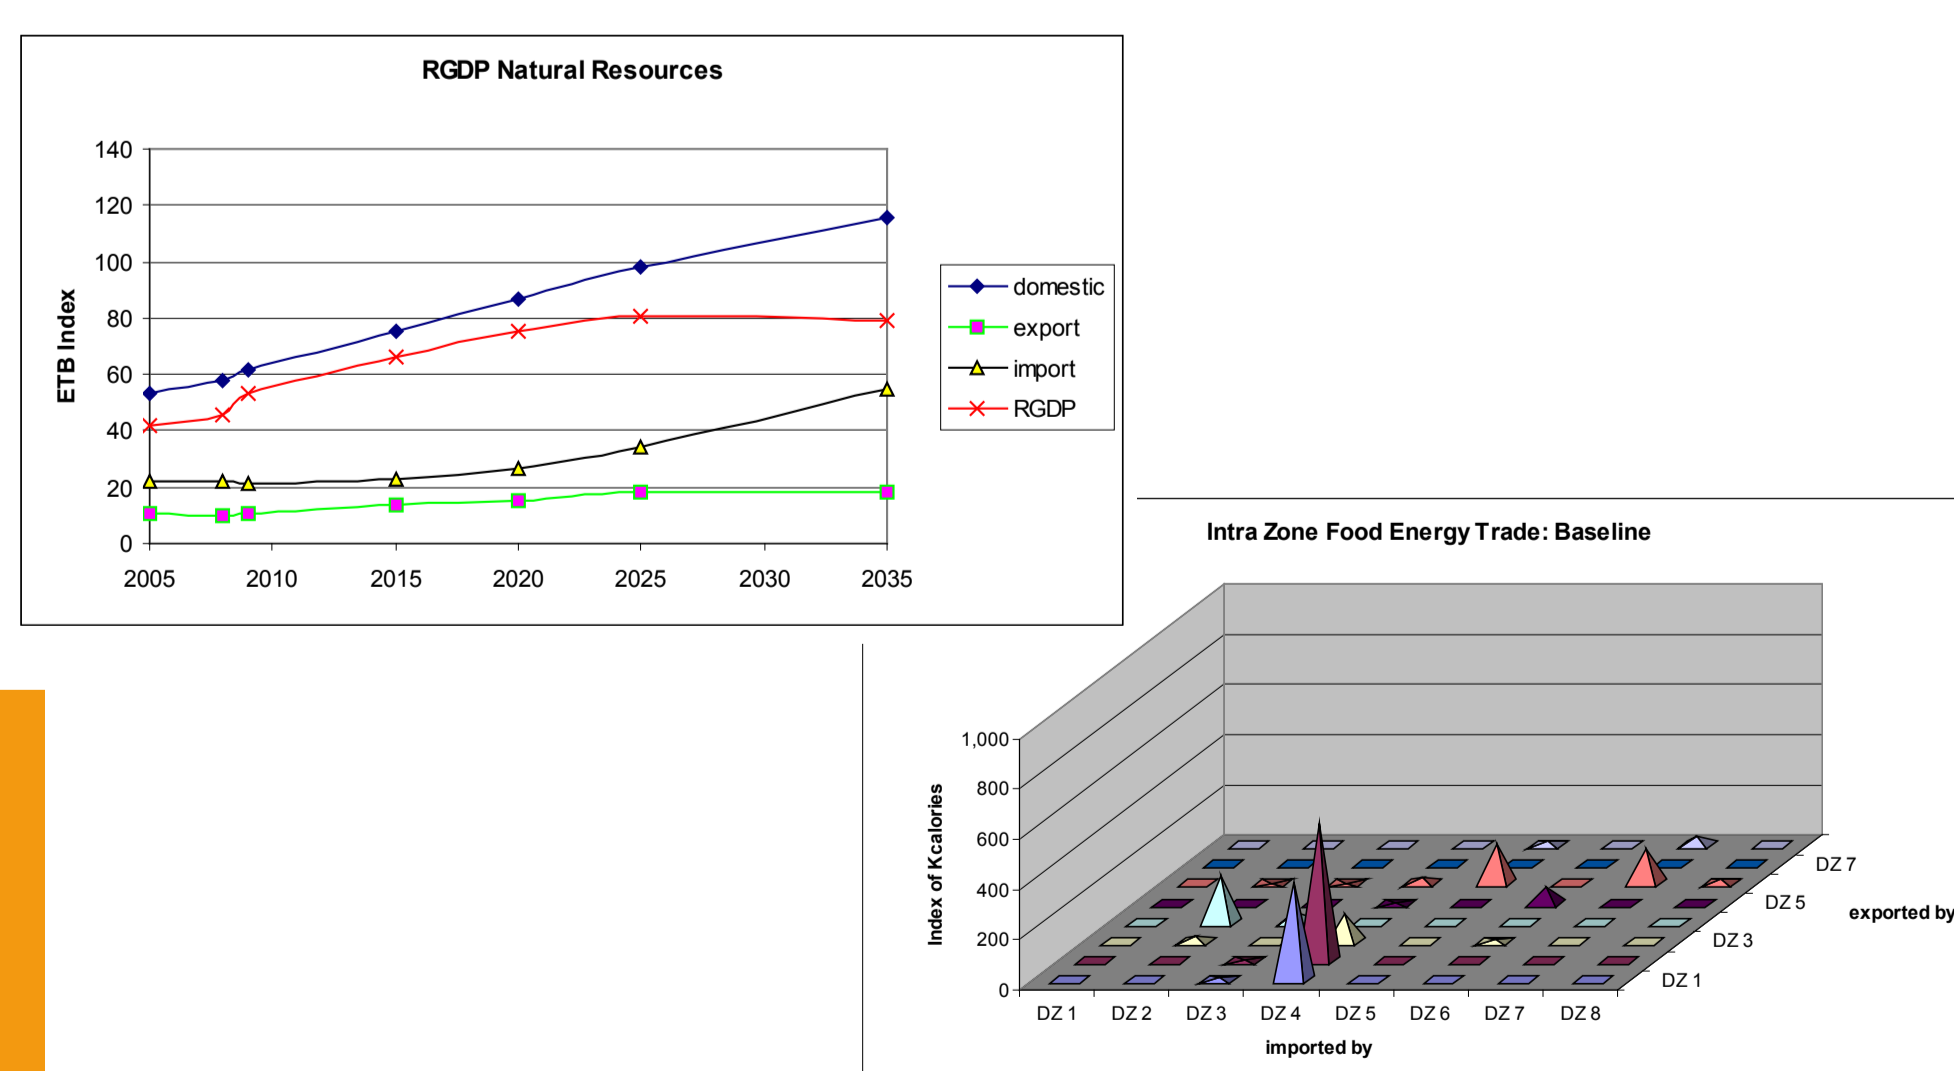 RGDP Natural Resources
140
120
100
80
60
40
20
0
ETB Index
2005 2010 2015 2020 2025 2030 2035
domestic
export
import
RGDP
Intra Zone Food Energy Trade: Baseline
1,000
800
600
400
200
0
Index of Kcalories
DZ 1 DZ 2 DZ 3 DZ 4 DZ 5 DZ 6 DZ 7 DZ 8
imported by
DZ 7
DZ 5
DZ 3
DZ 1
exported by